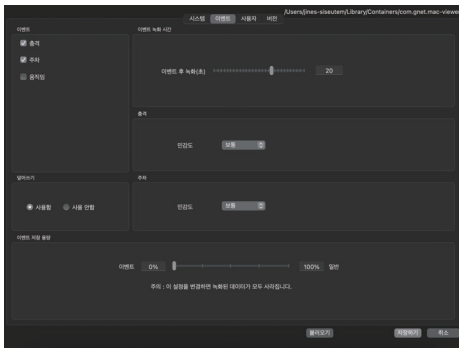 /Users/jines-siseutem/Library/Containers/com.gnet.mac-viewer
시스템 이벤트 사용자 버전
이벤트
충격
주차
움직임
이벤트 녹화 시간
이벤트 후 녹화(초) 20
충격
민감도 보통
덮어쓰기
사용함 사용 안함
주차
민감도 보통
이벤트 저장 용량
이벤트 0% 100% 일반
주의 : 이 설정을 변경하면 녹화된 데이터가 모두 사라집니다.
불러오기 저장하기 취소